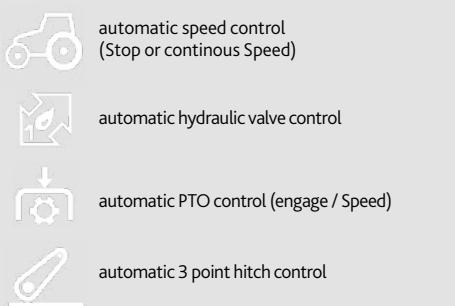 automatic speed control
(Stop or continous Speed)
1
automatic hydraulic valve control
automatic PTO control (engage / Speed)
automatic 3 point hitch control